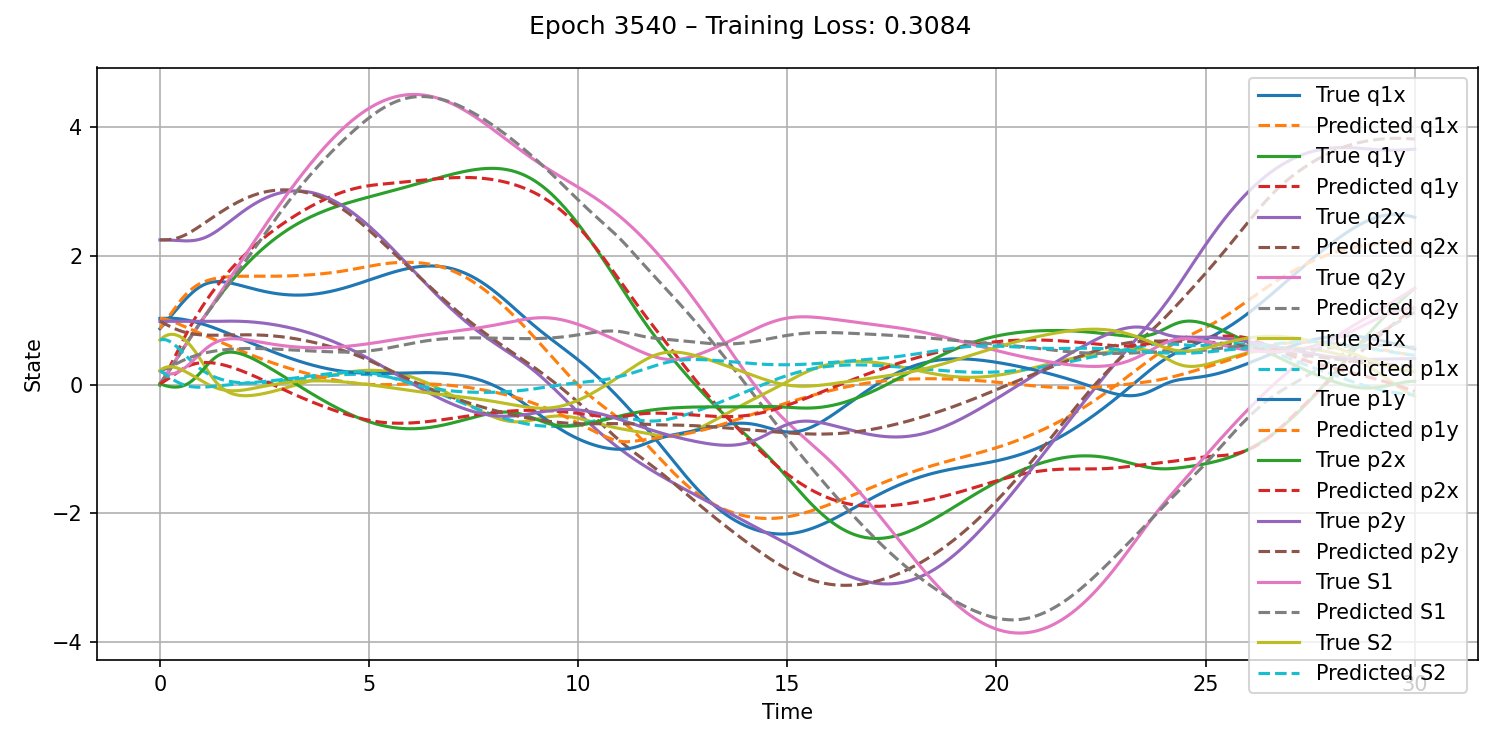 Epoch 3540 – Training Loss: 0.3084
State
4
2
0
−2
−4
0
5
10
15
20
25
30
Time
True q1x
Predicted q1x
True q1y
Predicted q1y
True q2x
Predicted q2x
True q2y
Predicted q2y
True p1x
Predicted p1x
True p1y
Predicted p1y
True p2x
Predicted p2x
True p2y
Predicted p2y
True S1
Predicted S1
True S2
Predicted S2